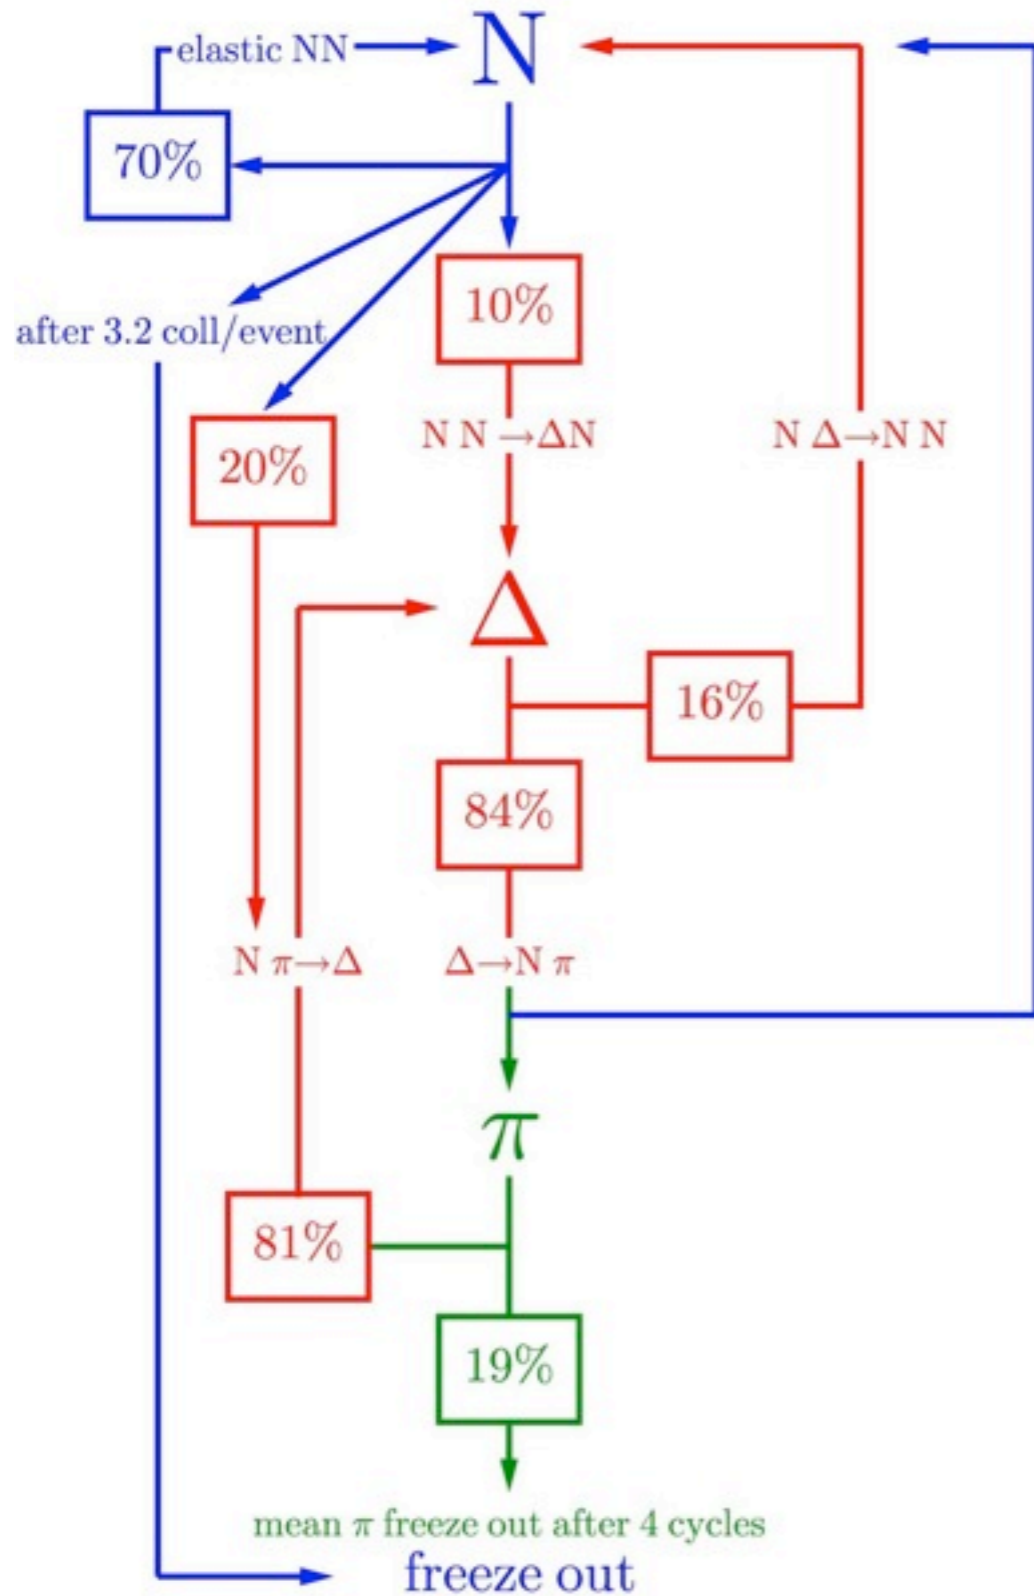 elastic NN
N
70%
10%
after 3.2 coll/event
N N →ΔN
N Δ→N N
20%
Δ
16%
84%
N π→Δ
Δ→N π
π
81%
19%
mean π freeze out after 4 cycles
freeze out